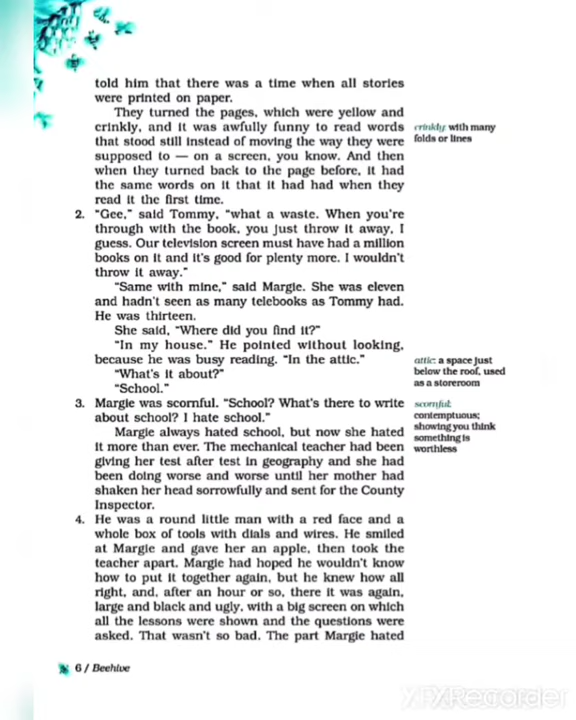 told him that there was a time when all stories
were printed on paper.
They turned the pages, which were yellow and
crinkly, and it was awfully funny to read words
that stood still instead of moving the way they were
supposed to — on a screen, you know. And then
when they turned back to the page before, it had
the same words on it that it had had when they
read it the first time.
crinkly: with many
folds or lines
2. "Gee," said Tommy, "what a waste. When you're
through with the book, you just throw it away, I
guess. Our television screen must have had a million
books on it and it's good for plenty more. I wouldn't
throw it away."
"Same with mine," said Margie. She was eleven
and hadn't seen as many telebooks as Tommy had.
He was thirteen.
She said, "Where did you find it?"
"In my house." He pointed without looking,
because he was busy reading. "In the attic."
"What's it about?"
"School."
attic: a space just
below the roof, used
as a storeroom
3. Margie was scornful. "School? What's there to write
about school? I hate school."
Margie always hated school, but now she hated
it more than ever. The mechanical teacher had been
giving her test after test in geography and she had
been doing worse and worse until her mother had
shaken her head sorrowfully and sent for the County
Inspector.
scornful:
contemptuous;
showing you think
something is
worthless
4. He was a round little man with a red face and a
whole box of tools with dials and wires. He smiled
at Margie and gave her an apple, then took the
teacher apart. Margie had hoped he wouldn't know
how to put it together again, but he knew how all
right, and, after an hour or so, there it was again,
large and black and ugly, with a big screen on which
all the lessons were shown and the questions were
asked. That wasn't so bad. The part Margie hated
6 / Beehive
XRecorder